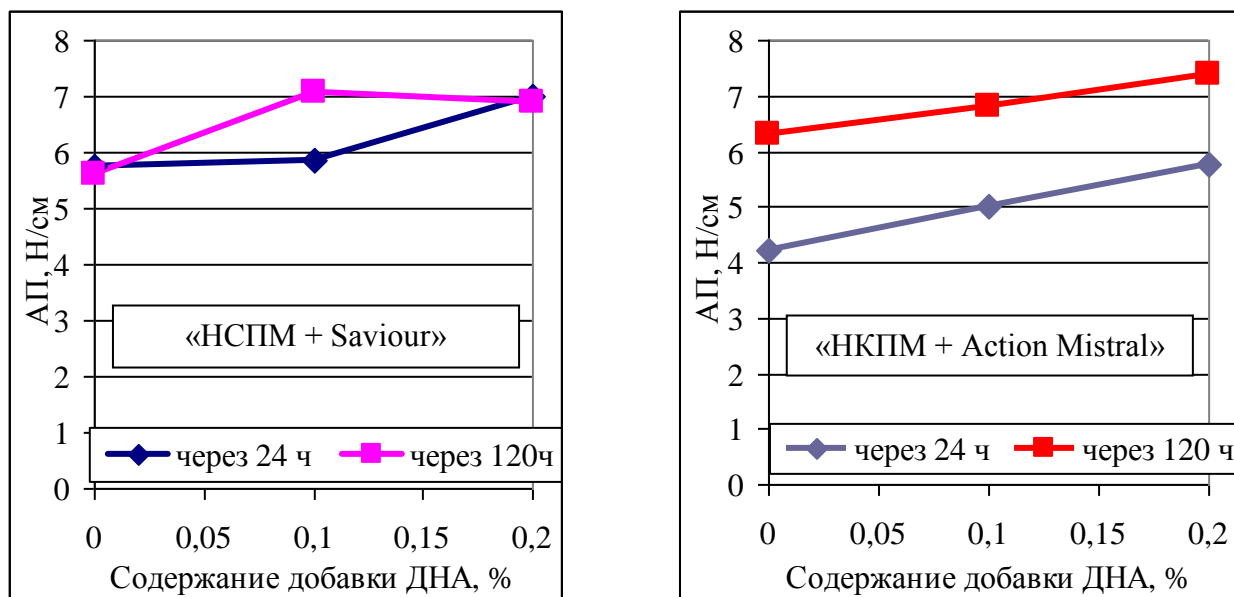 8
7
6
5
4
3
2
1
0
АП, Н/см
«НСПМ + Saviour»
через 24 ч
через 120ч
0
0,05
0,1
0,15
0,2
Содержание добавки ДНА, %
8
7
6
5
4
3
2
1
0
АП, Н/см
«НКПМ + Action Mistral»
через 24 ч
через 120 ч
0
0,05
0,1
0,15
0,2
Содержание добавки ДНА, %